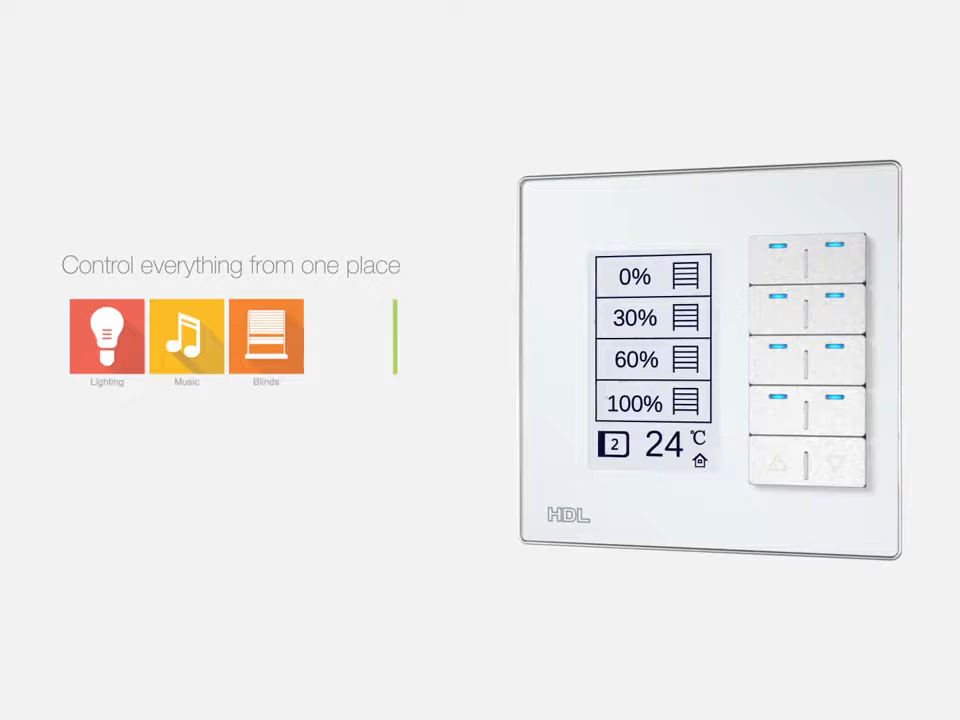 Control everything from one place
Lighting
Music
Blinds
0%
30%
60%
100%
2
24 ℃
HDL